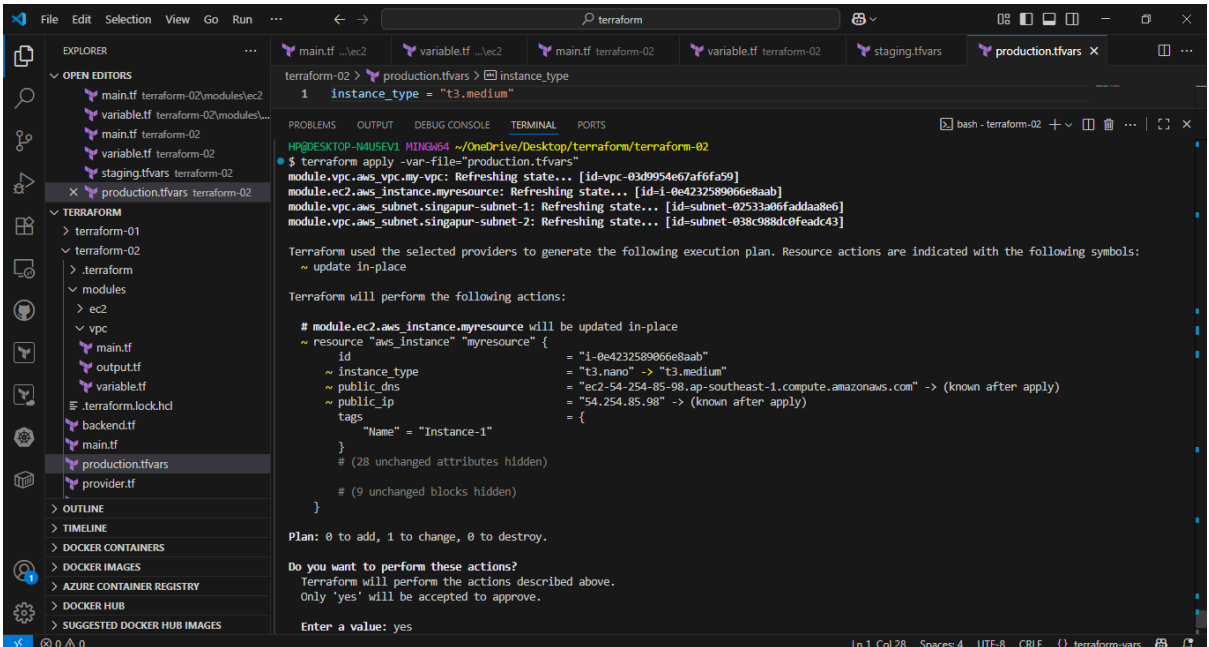 File Edit Selection View Go Run ···
terraform
EXPLORER ···
OPEN EDITORS
main.tf terraform-02\modules\ec2
variable.tf terraform-02\modules\...
main.tf terraform-02
variable.tf terraform-02
staging.tfvars terraform-02
production.tfvars terraform-02
TERRAFORM
terraform-01
terraform-02
.terraform
modules
ec2
vpc
main.tf
output.tf
variable.tf
.terraform.lock.hcl
backend.tf
main.tf
production.tfvars
provider.tf
OUTLINE
TIMELINE
DOCKER CONTAINERS
DOCKER IMAGES
AZURE CONTAINER REGISTRY
DOCKER HUB
SUGGESTED DOCKER HUB IMAGES
main.tf ...\ec2 variable.tf ...\ec2 main.tf terraform-02 variable.tf terraform-02 staging.tfvars production.tfvars
terraform-02 > production.tfvars > instance_type
1 instance_type = "t3.medium"
PROBLEMS OUTPUT DEBUG CONSOLE TERMINAL PORTS bash - terraform-02
HP@DESKTOP-N4USEV1 MINGW64 ~/OneDrive/Desktop/terraform/terraform-02
$ terraform apply -var-file="production.tfvars"
module.vpc.aws_vpc.my-vpc: Refreshing state... [id=vpc-03d9954e67af6fa59]
module.ec2.aws_instance.myresource: Refreshing state... [id=i-0e4232589066e8aab]
module.vpc.aws_subnet.singapur-subnet-1: Refreshing state... [id=subnet-02533a06faddaa8e6]
module.vpc.aws_subnet.singapur-subnet-2: Refreshing state... [id=subnet-038c988dc0feadc43]
Terraform used the selected providers to generate the following execution plan. Resource actions are indicated with the following symbols:
~ update in-place
Terraform will perform the following actions:
# module.ec2.aws_instance.myresource will be updated in-place
~ resource "aws_instance" "myresource" {
id = "i-0e4232589066e8aab"
~ instance_type = "t3.nano" -> "t3.medium"
~ public_dns = "ec2-54-254-85-98.ap-southeast-1.compute.amazonaws.com" -> (known after apply)
~ public_ip = "54.254.85.98" -> (known after apply)
tags = {
"Name" = "Instance-1"
}
# (28 unchanged attributes hidden)
# (9 unchanged blocks hidden)
}
Plan: 0 to add, 1 to change, 0 to destroy.
Do you want to perform these actions?
Terraform will perform the actions described above.
Only 'yes' will be accepted to approve.
Enter a value: yes
1
0 0 Ln 1, Col 28 Spaces: 4 UTF-8 CRLF {} terraform-vars